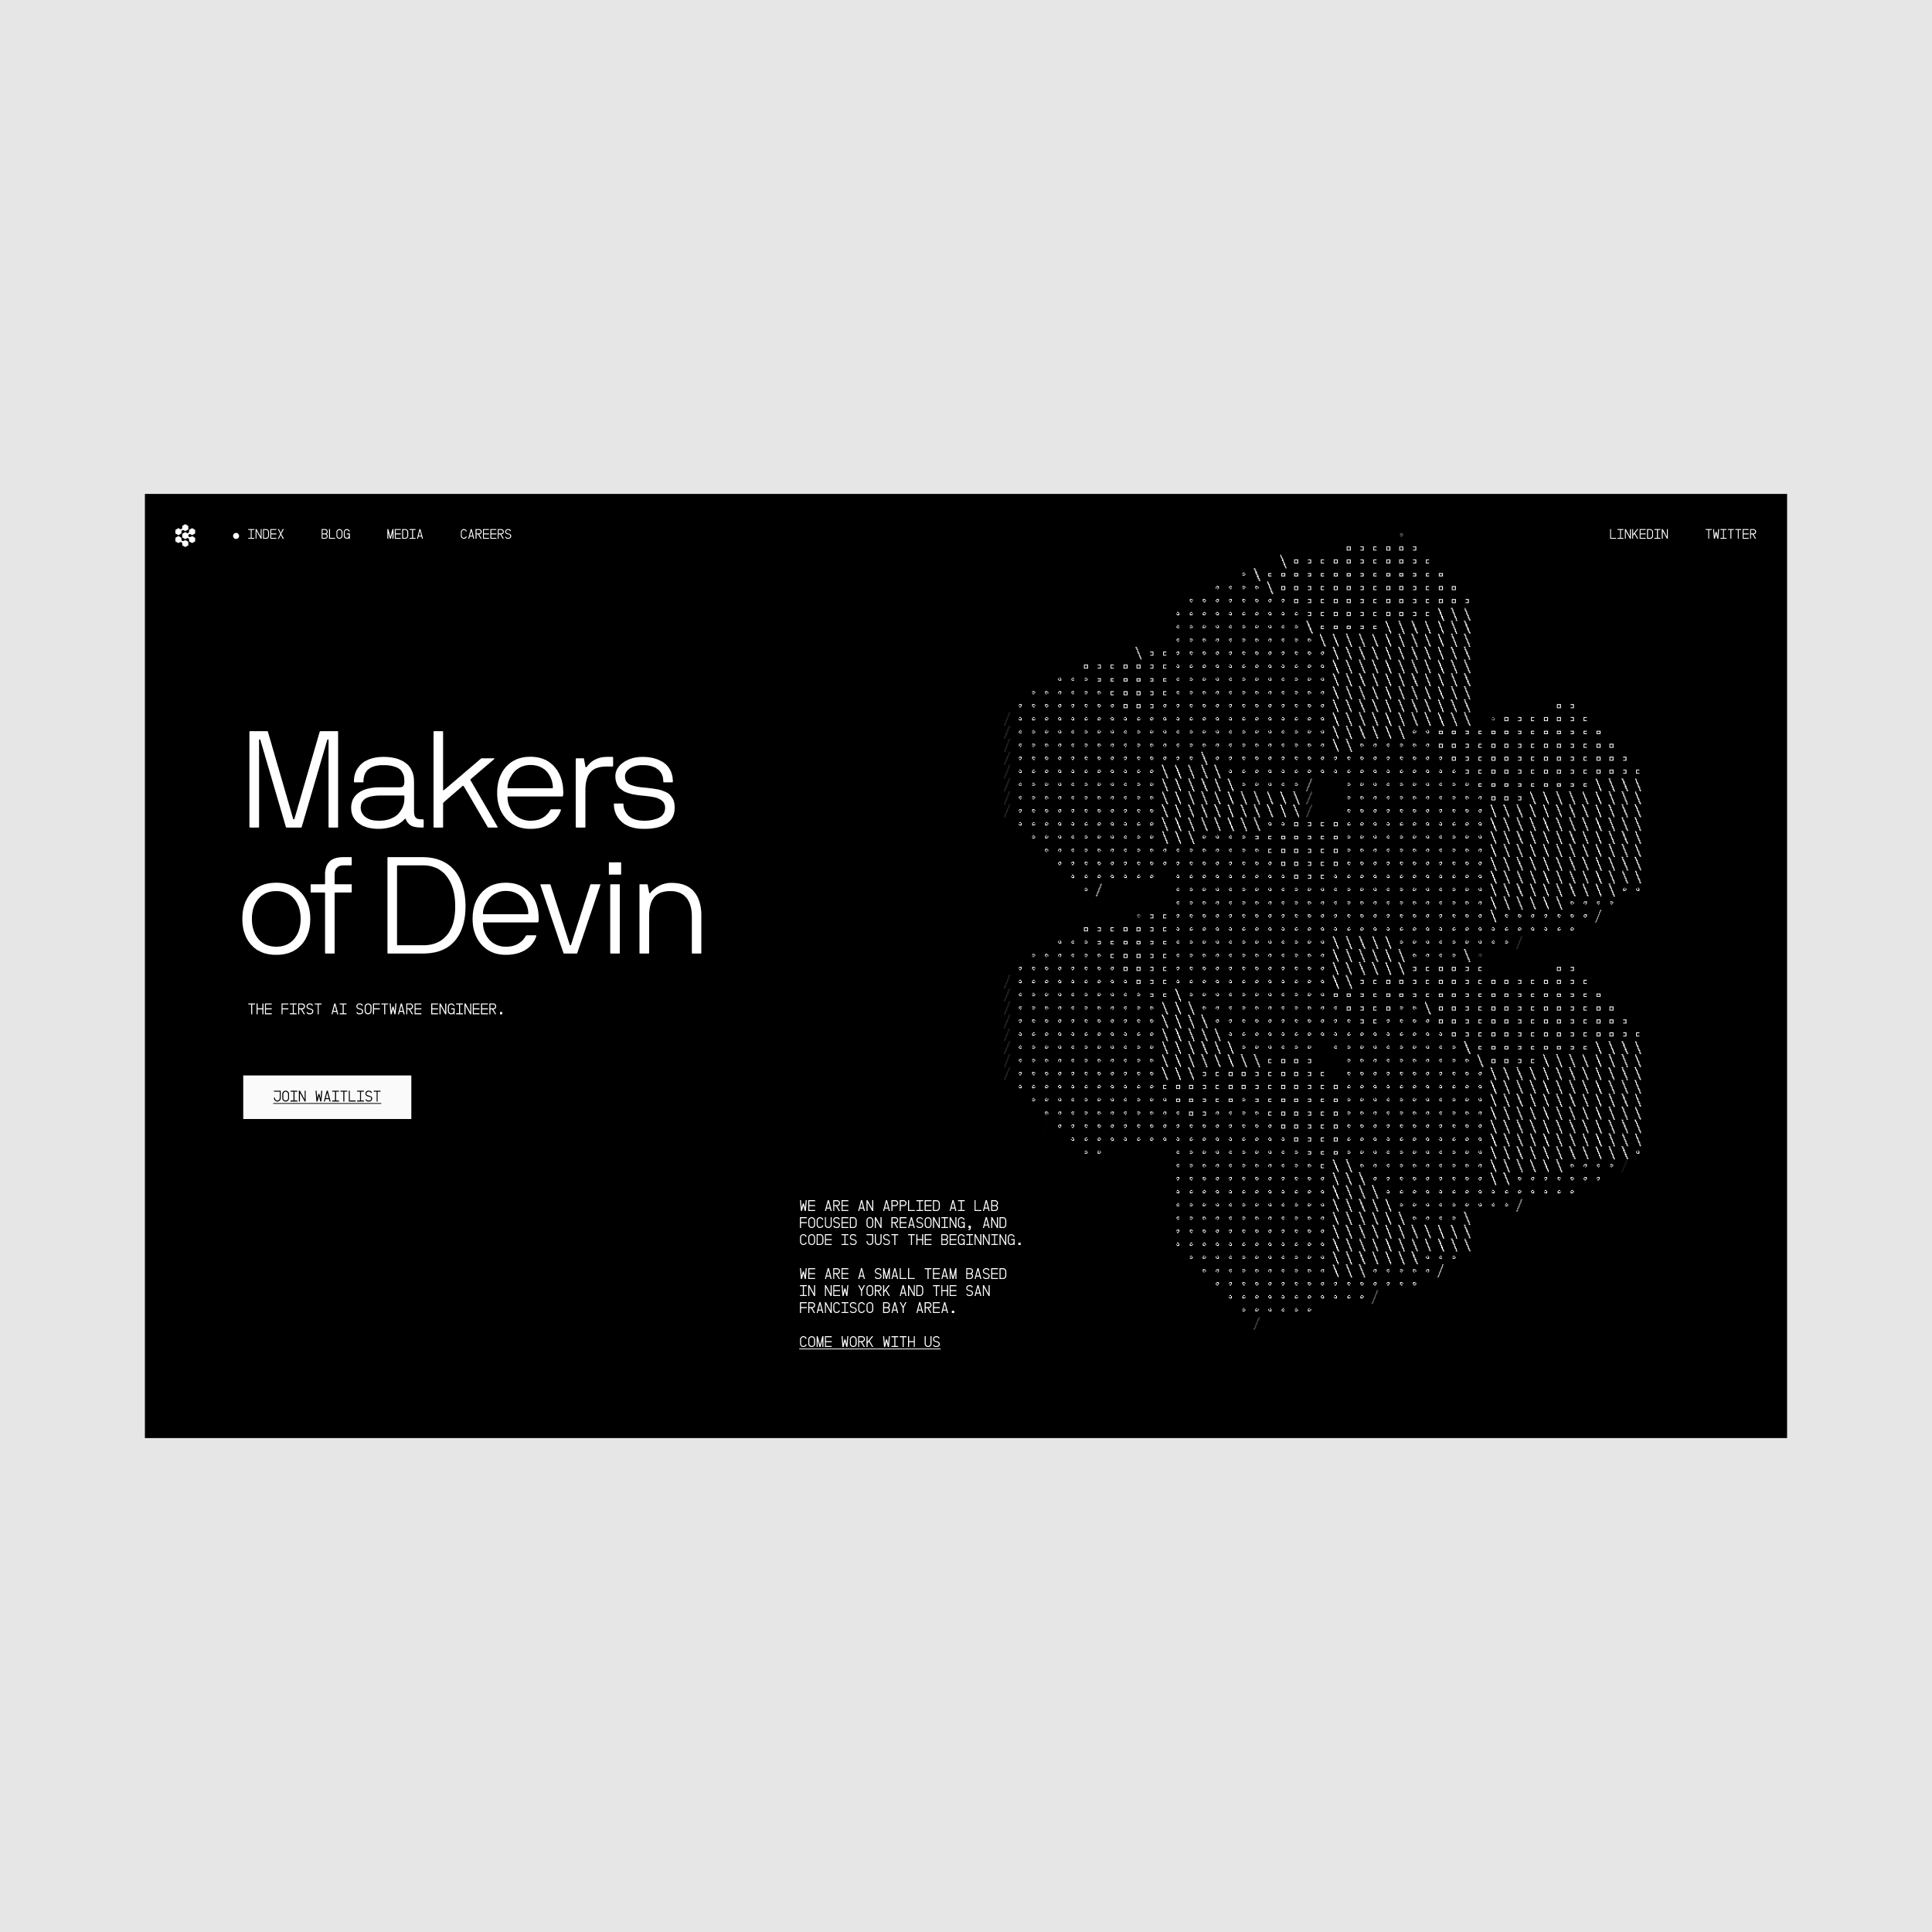 INDEX BLOG MEDIA CAREERS LINKEDIN TWITTER
Makers
of Devin
THE FIRST AI SOFTWARE ENGINEER.
JOIN WAITLIST
WE ARE AN APPLIED AI LAB
FOCUSED ON REASONING, AND
CODE IS JUST THE BEGINNING.
WE ARE A SMALL TEAM BASED
IN NEW YORK AND THE SAN
FRANCISCO BAY AREA.
COME WORK WITH US